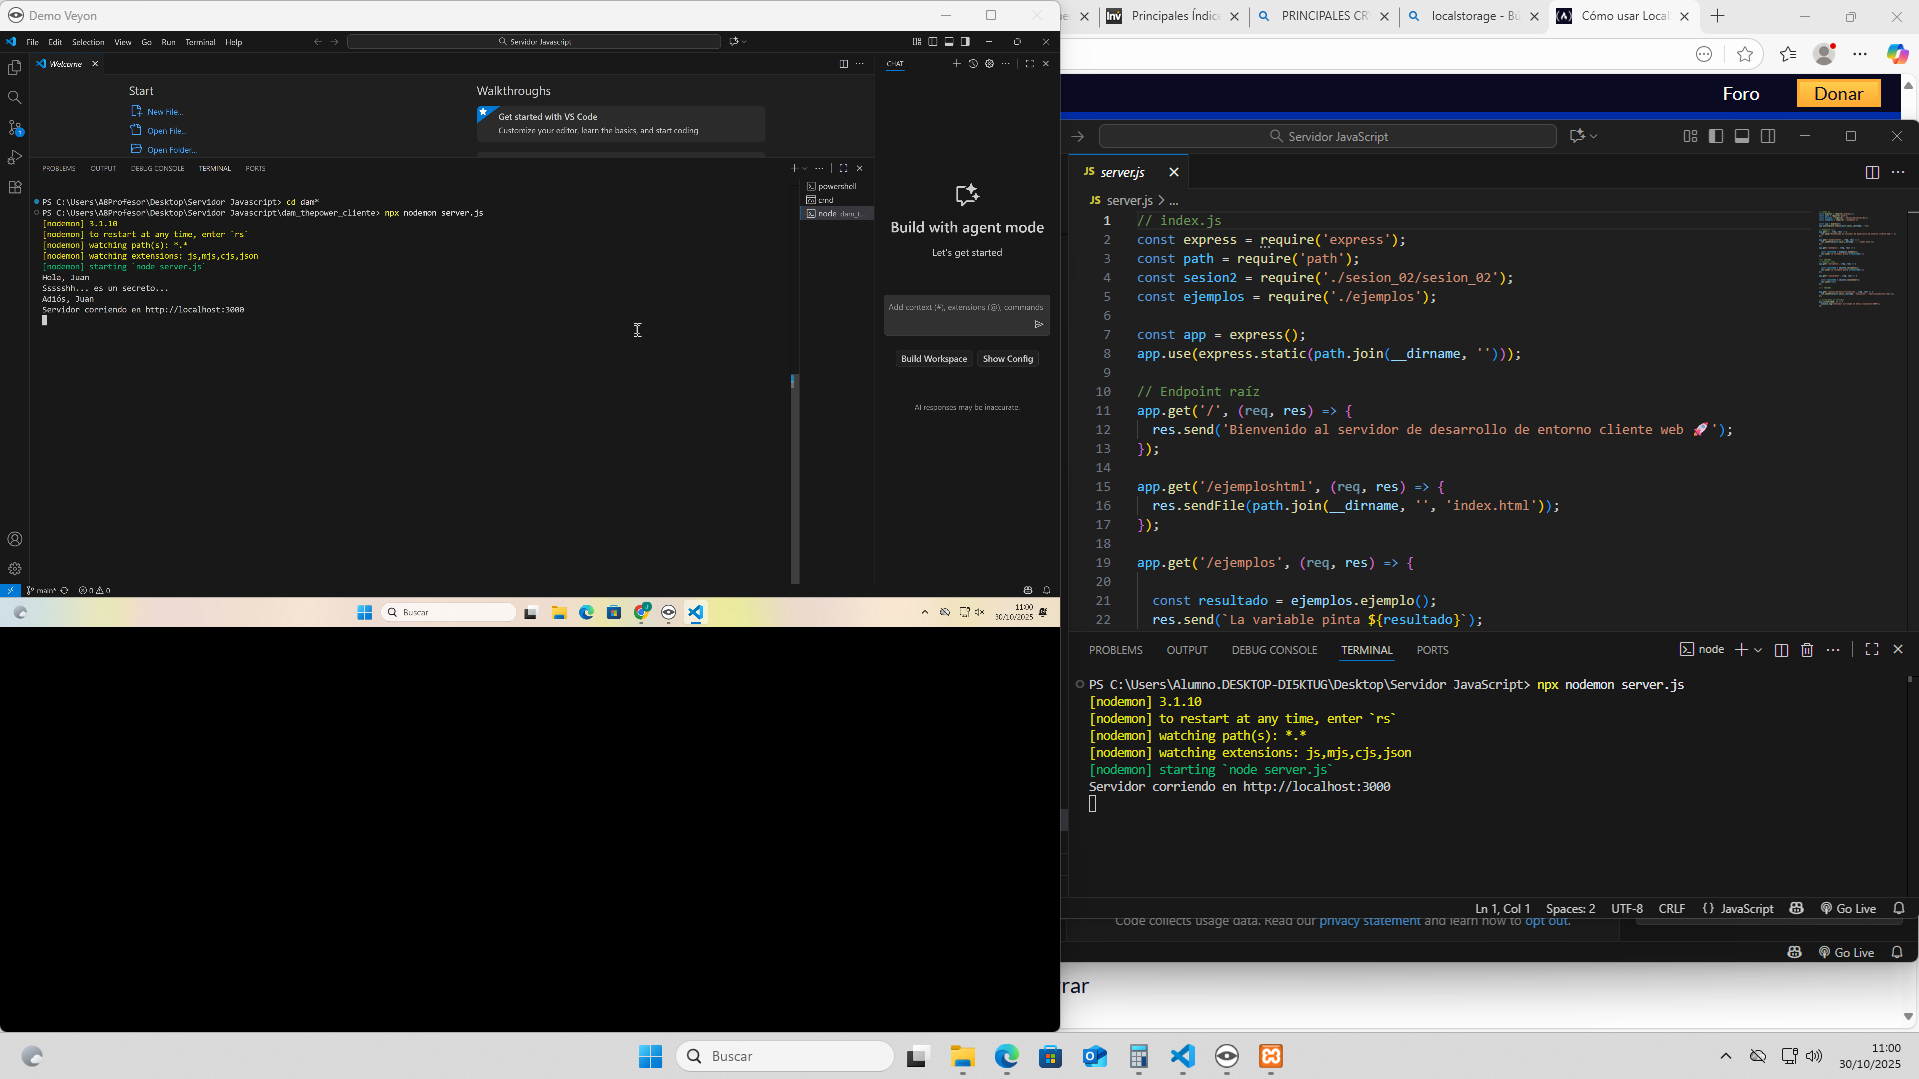 Demo Veyon
File Edit Selection View Go Run Terminal Help
Servidor Javascript
Welcome
Start
New File...
Open File...
Open Folder...
Walkthroughs
Get started with VS Code
Customize your editor, learn the basics, and start coding
PROBLEMS OUTPUT DEBUG CONSOLE TERMINAL PORTS
powershell
cmd
node dam_t...
PS C:\Users\ABProfesor\Desktop\Servidor Javascript> cd dam*
PS C:\Users\ABProfesor\Desktop\Servidor Javascript\dam_thepower_cliente> npx nodemon server.js
[nodemon] 3.1.10
[nodemon] to restart at any time, enter `rs`
[nodemon] watching path(s): *.*
[nodemon] watching extensions: js,mjs,cjs,json
[nodemon] starting `node server.js`
Hola, Juan
Ssssshh... es un secreto...
Adiós, Juan
Servidor corriendo en http://localhost:3000
CHAT
Build with agent mode
Let's get started
Add context (#), extensions (@), commands
Build Workspace Show Config
AI responses may be inaccurate.
main* 0 0
Buscar
11:00
30/10/2025
Principales Índice
PRINCIPALES CR
localstorage - Bú
Cómo usar Local
Foro
Donar
Servidor JavaScript
JS server.js
JS server.js > ...
1 // index.js
2 const express = require('express');
3 const path = require('path');
4 const sesion2 = require('./sesion_02/sesion_02');
5 const ejemplos = require('./ejemplos');
6
7 const app = express();
8 app.use(express.static(path.join(__dirname, '')));
9
10 // Endpoint raíz
11 app.get('/', (req, res) => {
12 res.send('Bienvenido al servidor de desarrollo de entorno cliente web 🚀');
13 });
14
15 app.get('/ejemploshtml', (req, res) => {
16 res.sendFile(path.join(__dirname, '', 'index.html'));
17 });
18
19 app.get('/ejemplos', (req, res) => {
20
21 const resultado = ejemplos.ejemplo();
22 res.send(`La variable pinta ${resultado}`);
PROBLEMS OUTPUT DEBUG CONSOLE TERMINAL PORTS
node
PS C:\Users\Alumno.DESKTOP-DI5KTUG\Desktop\Servidor JavaScript> npx nodemon server.js
[nodemon] 3.1.10
[nodemon] to restart at any time, enter `rs`
[nodemon] watching path(s): *.*
[nodemon] watching extensions: js,mjs,cjs,json
[nodemon] starting `node server.js`
Servidor corriendo en http://localhost:3000
Ln 1, Col 1 Spaces: 2 UTF-8 CRLF {} JavaScript Go Live
Code collects usage data. Read our privacy statement and learn how to opt out.
Go Live
rar
Buscar
11:00
30/10/2025